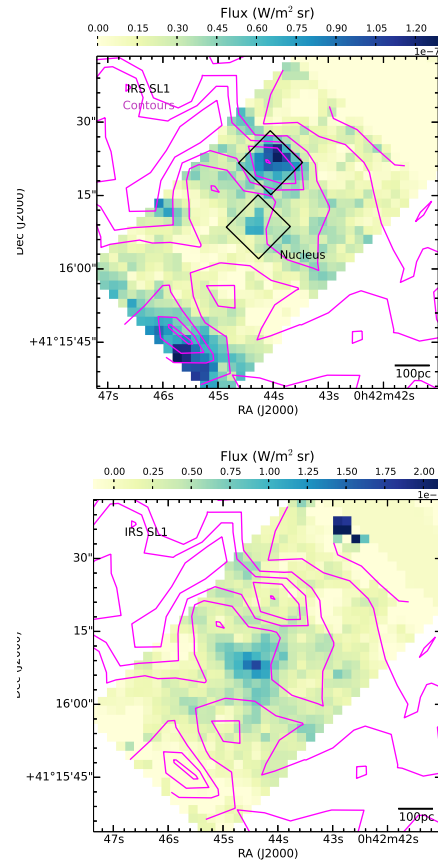 Flux (W/m² sr)
0.00 0.15 0.30 0.45 0.60 0.75 0.90 1.05 1.20
1e−7
IRS SL1
Contours
30"
15"
16'00"
+41°15'45"
Dec (J2000)
Nucleus
100pc
47s 46s 45s 44s 43s 0h42m42s
RA (J2000)
Flux (W/m² sr)
0.00 0.25 0.50 0.75 1.00 1.25 1.50 1.75 2.00
IRS SL1
30"
15"
16'00"
+41°15'45"
Dec (J2000)
100pc
47s 46s 45s 44s 43s 0h42m42s
RA (J2000)